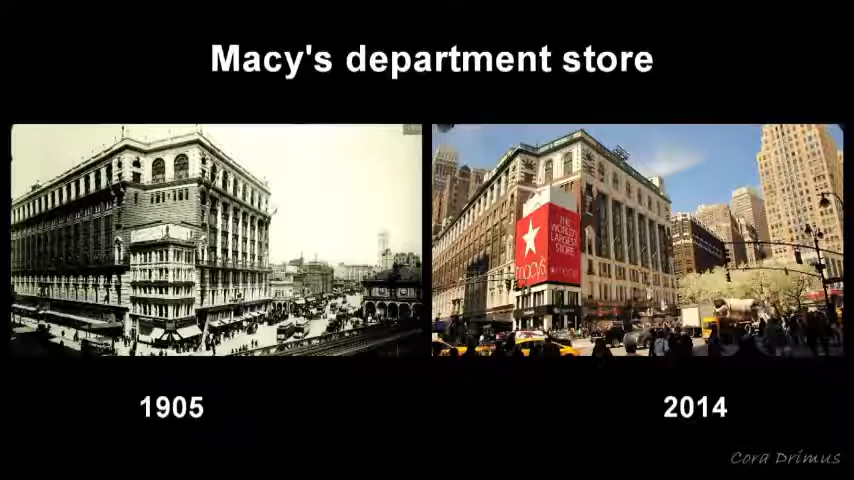 Macy's department store
THE
WORLD'S
LARGEST
STORE
macy's
1905
2014
Cora Drimus